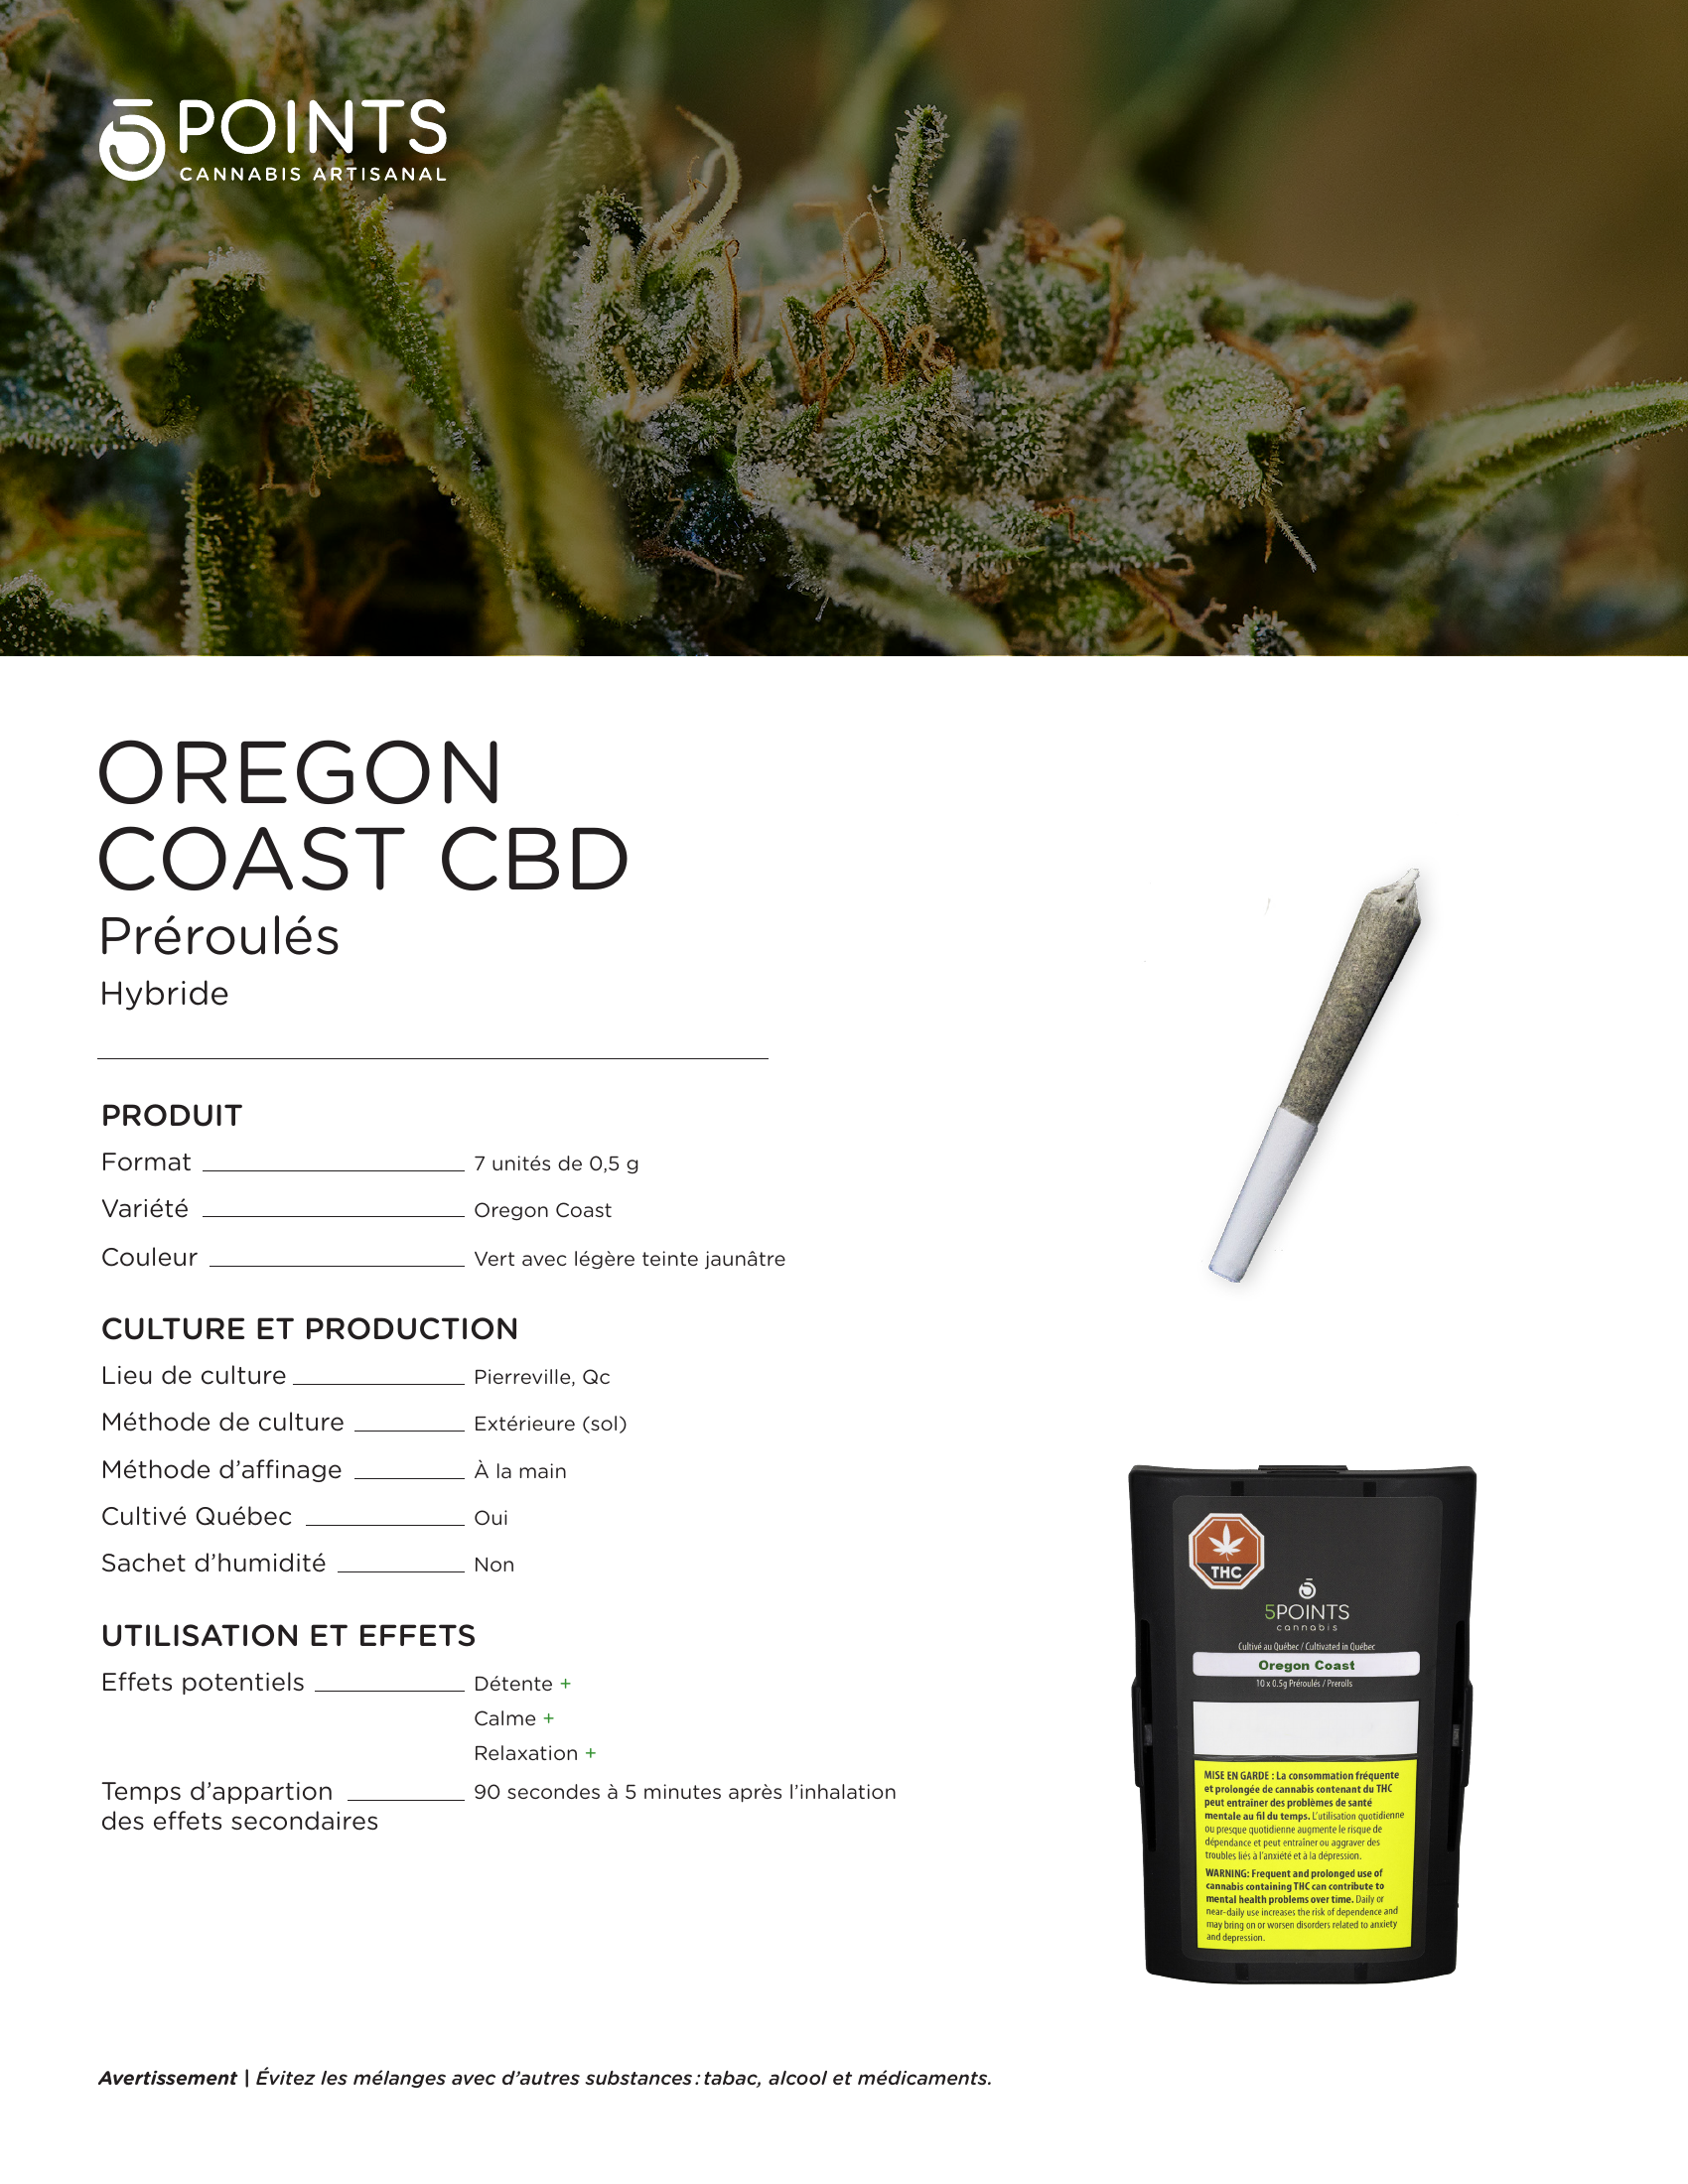 5 POINTS
CANNABIS ARTISANAL
OREGON
COAST CBD
Préroulés
Hybride
PRODUIT
Format 7 unités de 0,5 g
Variété Oregon Coast
Couleur Vert avec légère teinte jaunâtre
CULTURE ET PRODUCTION
Lieu de culture Pierreville, Qc
Méthode de culture Extérieure (sol)
Méthode d’affinage À la main
Cultivé Québec Oui
Sachet d’humidité Non
UTILISATION ET EFFETS
Effets potentiels Détente +
Calme +
Relaxation +
Temps d’appartion 90 secondes à 5 minutes après l’inhalation
des effets secondaires
THC
5POINTS
cannabis
Cultivé au Québec / Cultivated in Québec
Oregon Coast
10 x 0.5g Préroulés / Prerolls
MISE EN GARDE : La consommation fréquente
et prolongée de cannabis contenant du THC
peut entraîner des problèmes de santé
mentale au fil du temps. L’utilisation quotidienne
ou presque quotidienne augmente le risque de
dépendance et peut entraîner ou aggraver des
troubles liés à l’anxiété et à la dépression.
WARNING: Frequent and prolonged use of
cannabis containing THC can contribute to
mental health problems over time. Daily or
near-daily use increases the risk of dependence and
may bring on or worsen disorders related to anxiety
and depression.
Avertissement | Évitez les mélanges avec d’autres substances : tabac, alcool et médicaments.